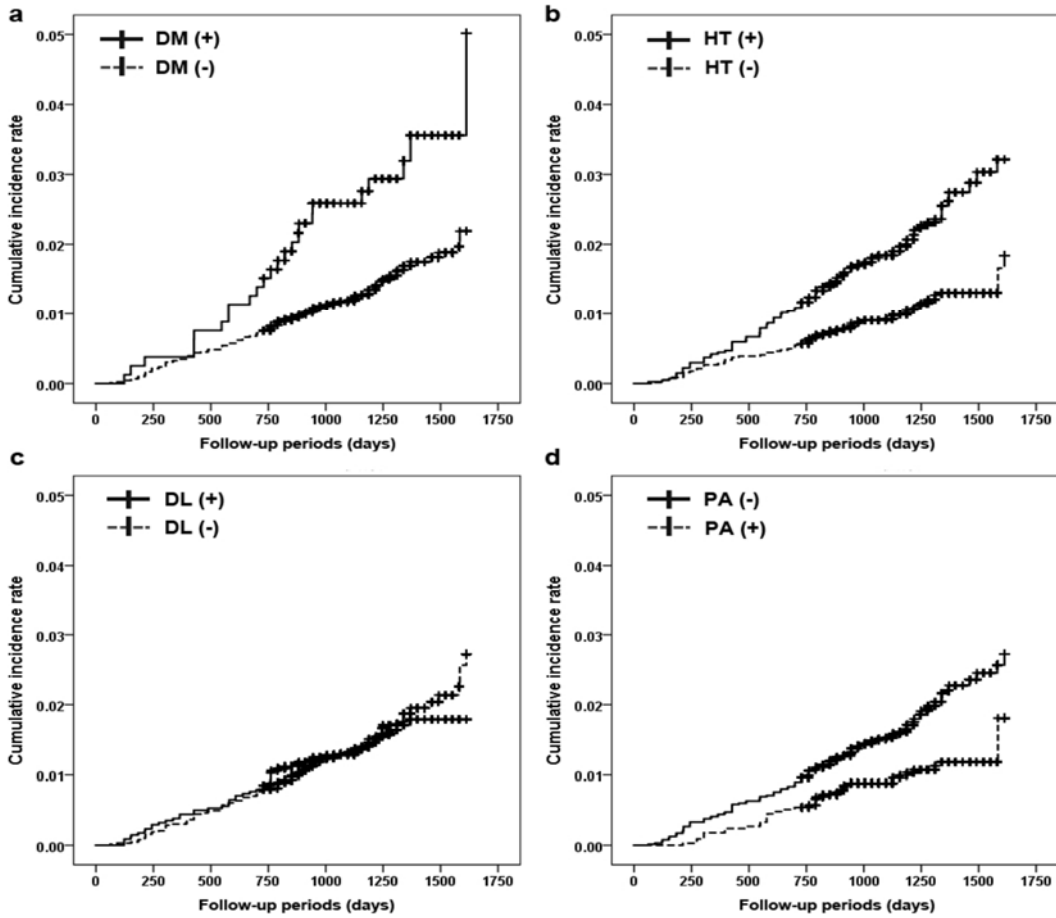 a
DM (+)
DM (-)
Cumulative incidence rate
0.05
0.04
0.03
0.02
0.01
0.00
0
250
500
750
1000
1250
1500
1750
Follow-up periods (days)
b
HT (+)
HT (-)
Cumulative incidence rate
0.05
0.04
0.03
0.02
0.01
0.00
0
250
500
750
1000
1250
1500
1750
Follow-up periods (days)
c
DL (+)
DL (-)
Cumulative incidence rate
0.05
0.04
0.03
0.02
0.01
0.00
0
250
500
750
1000
1250
1500
1750
Follow-up periods (days)
d
PA (-)
PA (+)
Cumulative incidence rate
0.05
0.04
0.03
0.02
0.01
0.00
0
250
500
750
1000
1250
1500
1750
Follow-up periods (days)